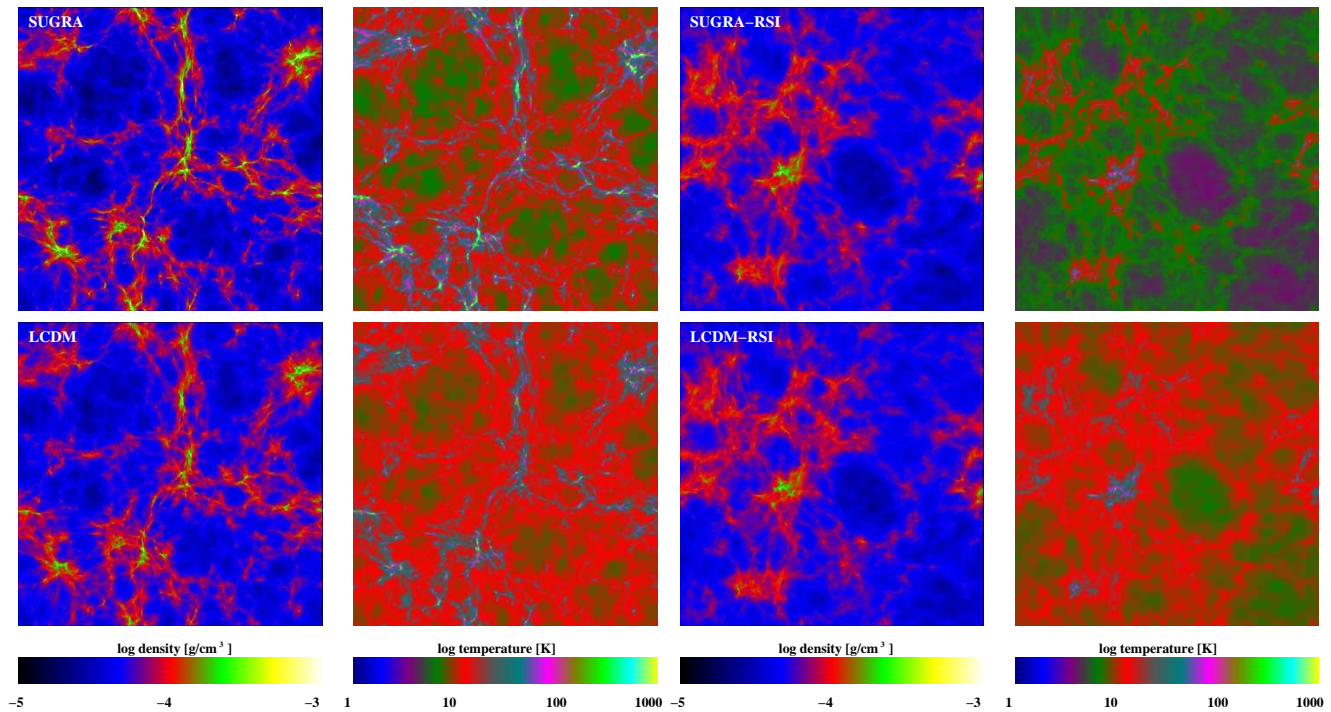 SUGRA
SUGRA−RSI
LCDM
LCDM−RSI
log density [g/cm³ ]
log temperature [K]
log density [g/cm³ ]
log temperature [K]
−5 −4 −3
1 10 100 1000
−5 −4 −3
1 10 100 1000